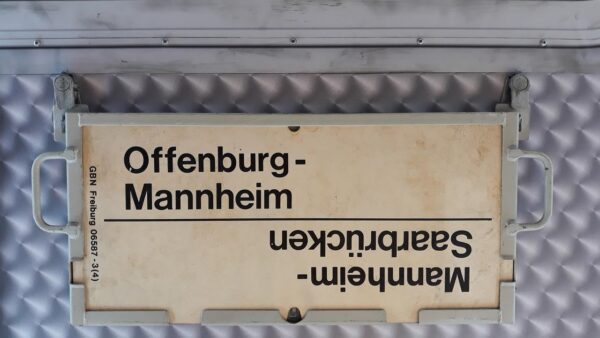 Offenburg-
Mannheim
Mannheim-
Saarbrücken
GBN Freiburg 06587-3(4)